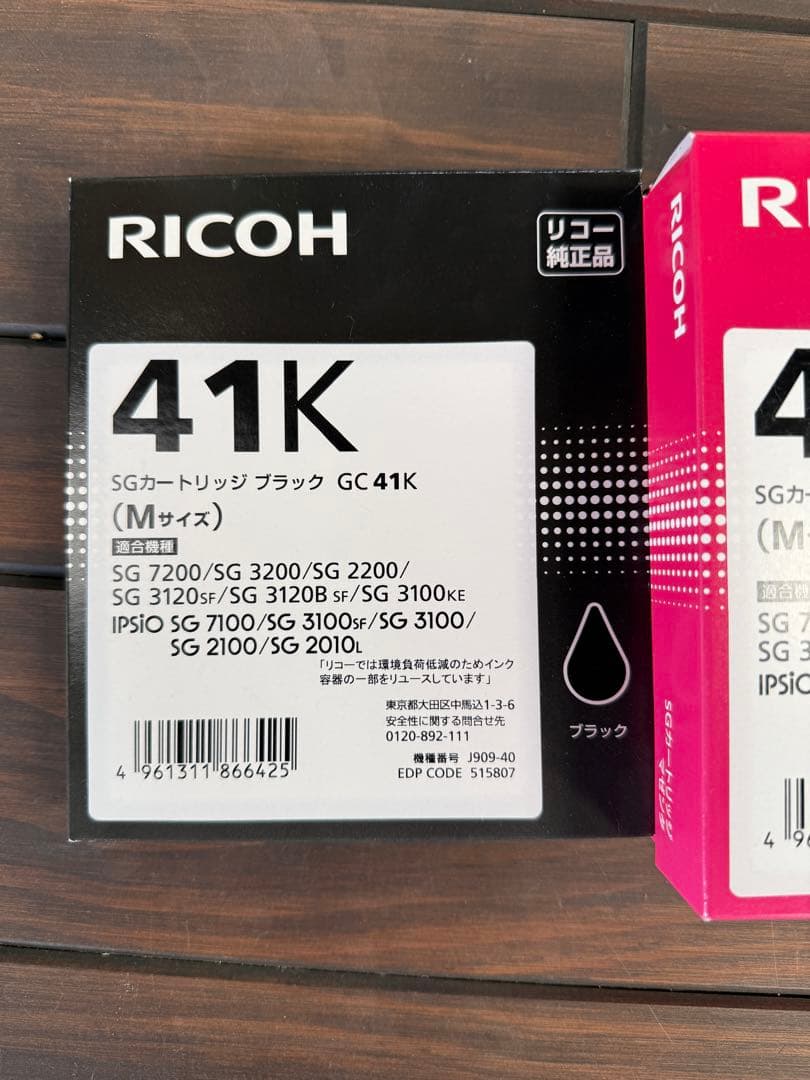 RICOH
リコー
純正品
41K
SGカートリッジ ブラック GC 41K
(Mサイズ)
適合機種
SG 7200/SG 3200/SG 2200/
SG 3120SF/SG 3120B SF/SG 3100KE
IPSiO SG 7100/SG 3100SF/SG 3100/
SG 2100/SG 2010L
「リコーでは環境負荷低減のためインク
容器の一部をリユースしています」
東京都大田区中馬込1-3-6
安全性に関する問合せ先
0120-892-111
機種番号 J909-40
EDP CODE 515807
4 961311 866425
ブラック
RICOH
SGカートリッジ
マゼンタ
RI
4
SGカー
(M
適合機
SG 7
SG 3
IPSiO
4 96